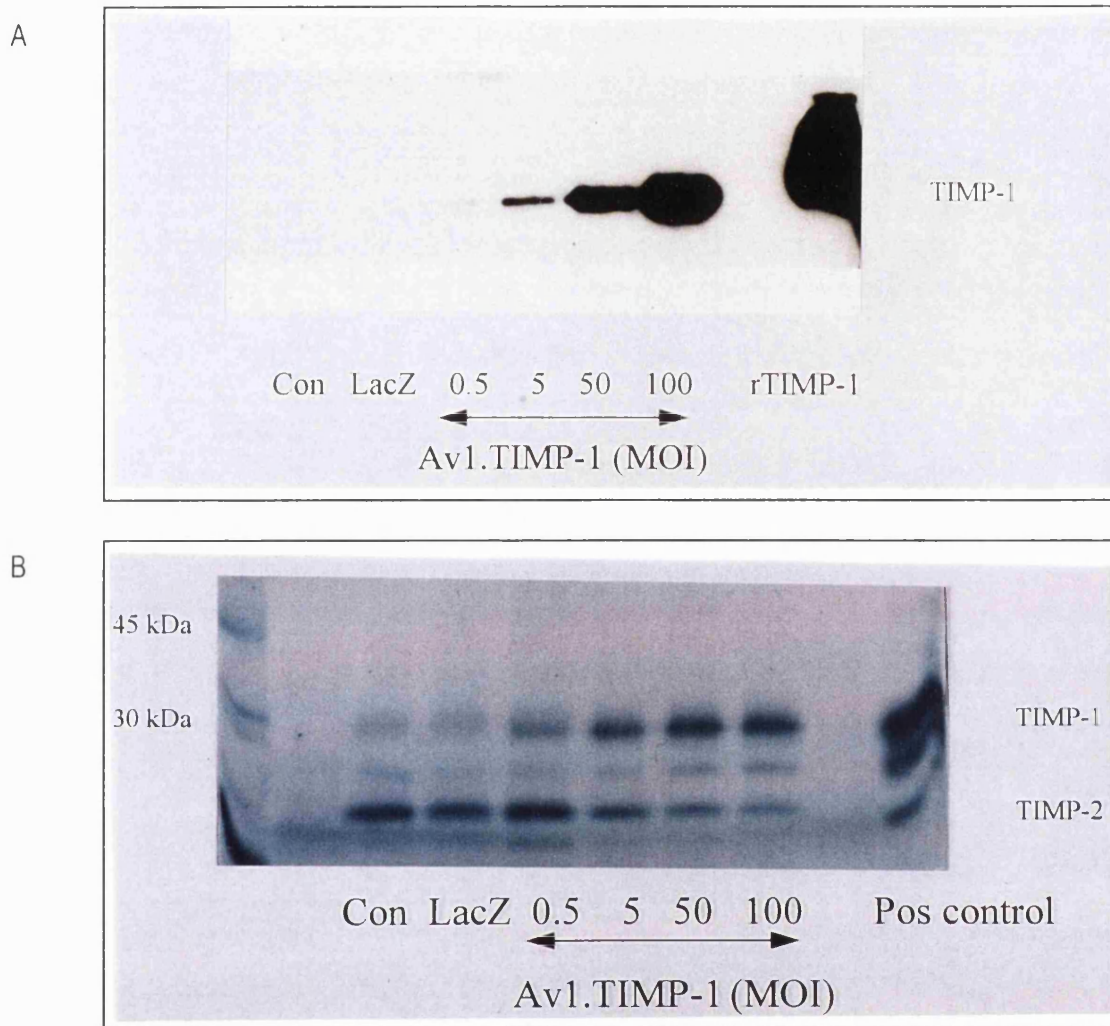 A
TIMP-1
Con LacZ 0.5 5 50 100 rTIMP-1
Av1.TIMP-1 (MOI)
B
45 kDa
30 kDa TIMP-1
TIMP-2
Con LacZ 0.5 5 50 100 Pos control
Av1.TIMP-1 (MOI)